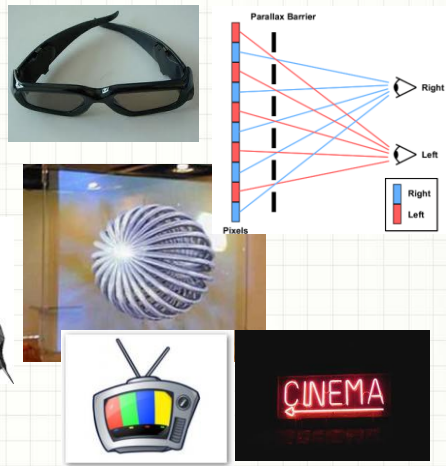 Parallax Barrier
Right
Left
Right
Left
Pixels
CINEMA